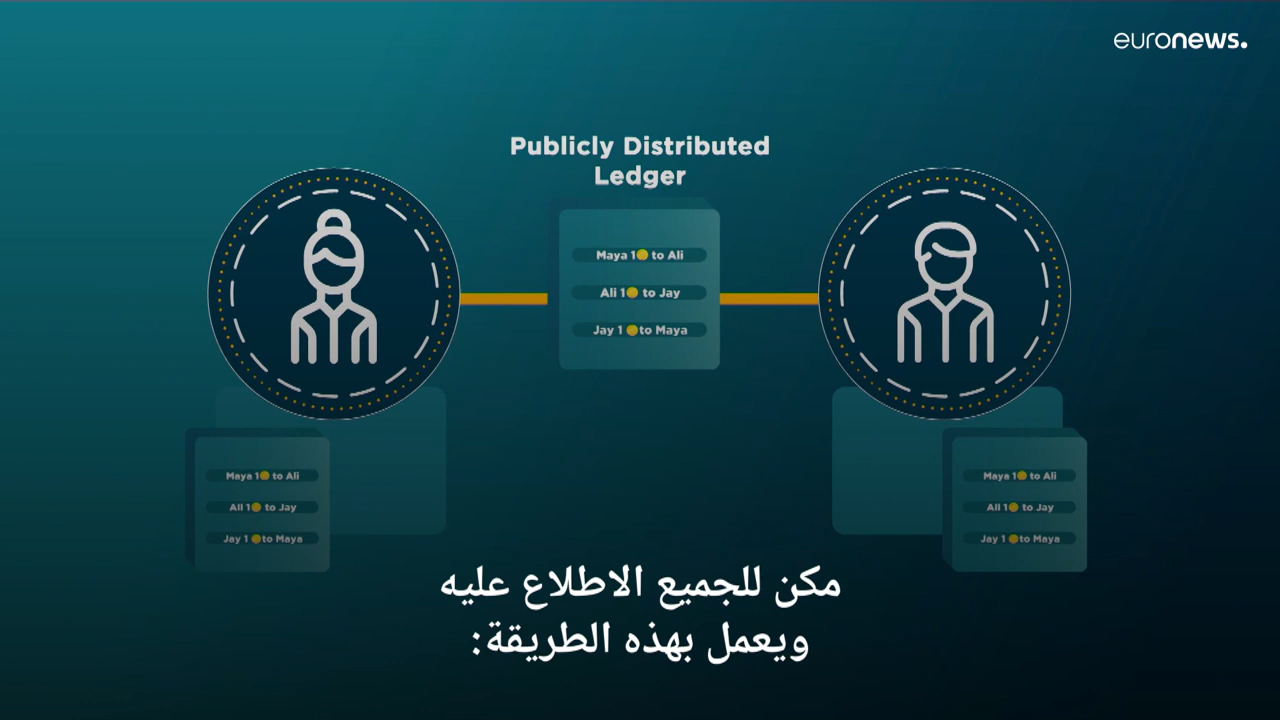 euronews.
Publicly Distributed
Ledger
Maya 1 to Ali
Ali 1 to Jay
Jay 1 to Maya
Maya 1 to Ali
Ali 1 to Jay
Jay 1 to Maya
Maya 1 to Ali
Ali 1 to Jay
Jay 1 to Maya
مكن للجميع الاطلاع عليه
ويعمل بهذه الطريقة: